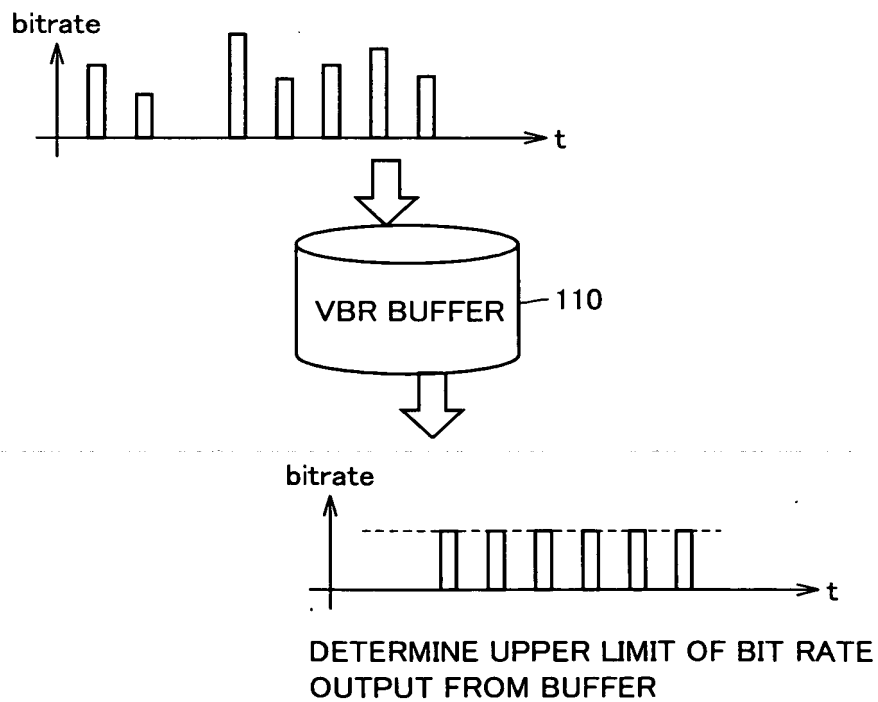 bitrate
t
VBR BUFFER
110
bitrate
t
DETERMINE UPPER LIMIT OF BIT RATE
OUTPUT FROM BUFFER